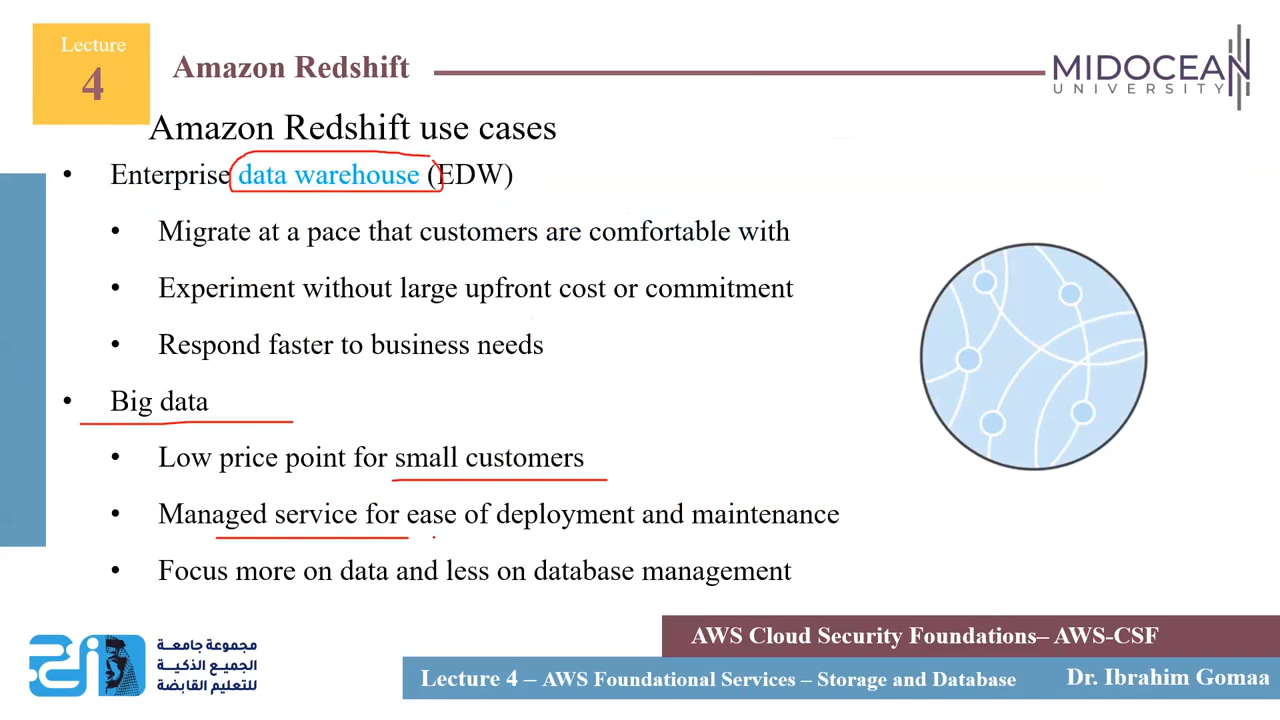 Lecture
4
Amazon Redshift
MIDOCEAN
UNIVERSITY
Amazon Redshift use cases
• Enterprise data warehouse (EDW)
• Migrate at a pace that customers are comfortable with
• Experiment without large upfront cost or commitment
• Respond faster to business needs
• Big data
• Low price point for small customers
• Managed service for ease of deployment and maintenance
• Focus more on data and less on database management
مجموعة جامعة
الجميع الذكية
للتعليم القابضة
AWS Cloud Security Foundations– AWS-CSF
Lecture 4 – AWS Foundational Services – Storage and Database
Dr. Ibrahim Gomaa